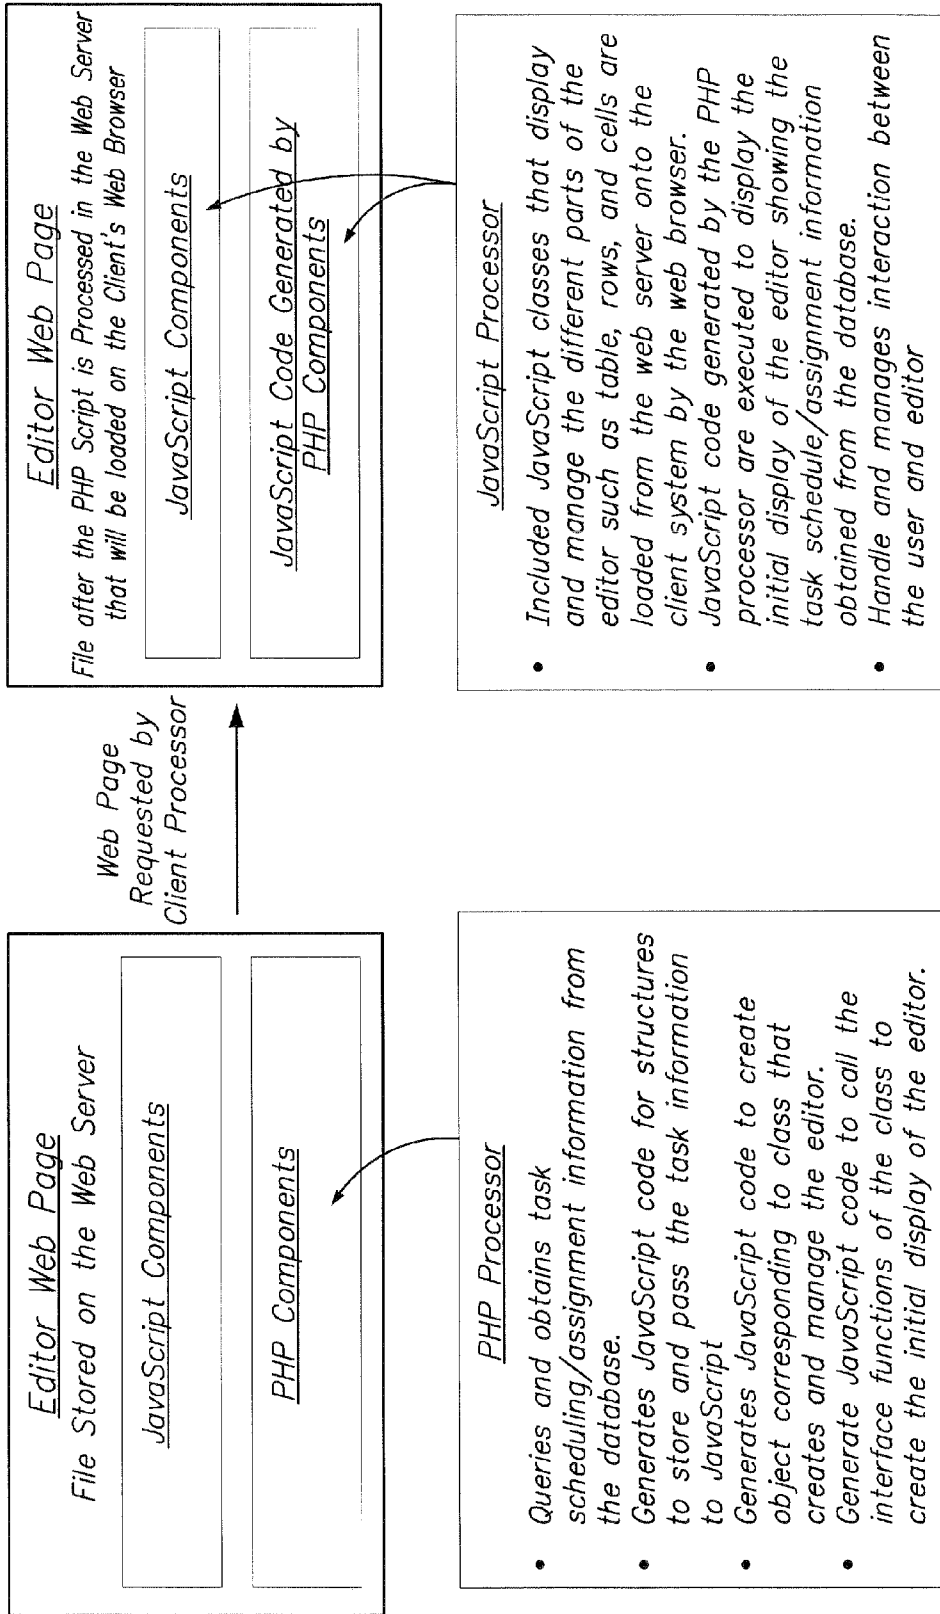 Editor Web Page
File Stored on the Web Server
JavaScript Components
PHP Components
PHP Processor
• Queries and obtains task
scheduling/assignment information from
the database.
• Generates JavaScript code for structures
to store and pass the task information
to JavaScript
• Generates JavaScript code to create
object corresponding to class that
creates and manage the editor.
• Generate JavaScript code to call the
interface functions of the class to
create the initial display of the editor.
Web Page
Requested by
Client Processor
Editor Web Page
File after the PHP Script is Processed in the Web Server
that will be loaded on the Client's Web Browser
JavaScript Components
JavaScript Code Generated by
PHP Components
JavaScript Processor
• Included JavaScript classes that display
and manage the different parts of the
editor such as table, rows, and cells are
loaded from the web server onto the
client system by the web browser.
• JavaScript code generated by the PHP
processor are executed to display the
initial display of the editor showing the
task schedule/assignment information
obtained from the database.
• Handle and manages interaction between
the user and editor